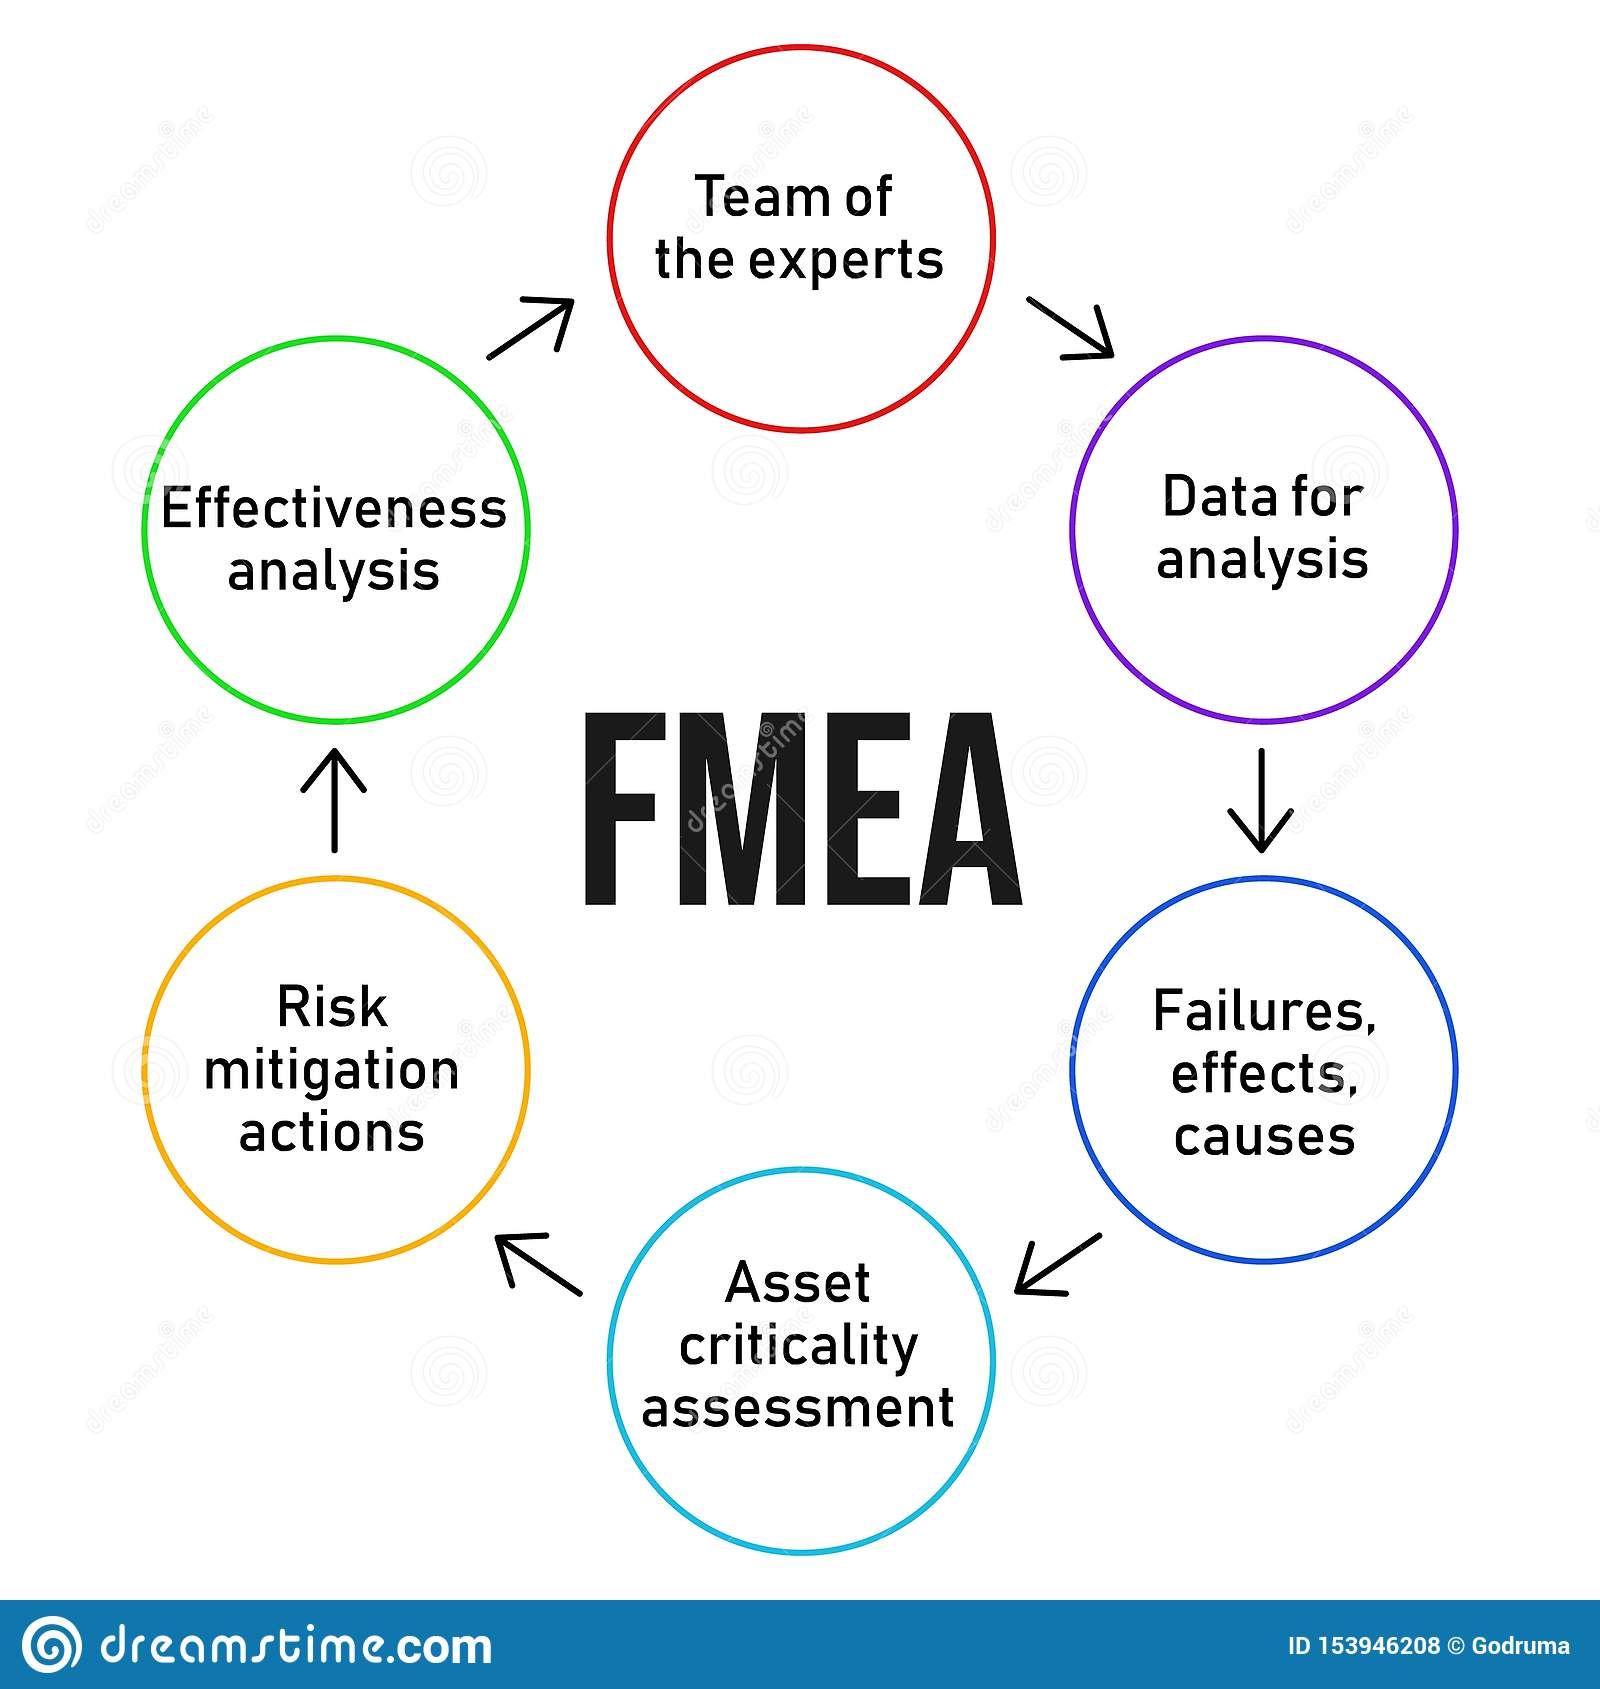 Team of
the experts
Data for
analysis
Failures,
effects,
causes
Asset
criticality
assessment
Risk
mitigation
actions
Effectiveness
analysis
FMEA
dreamstime.com
ID 153946208 © Godruma